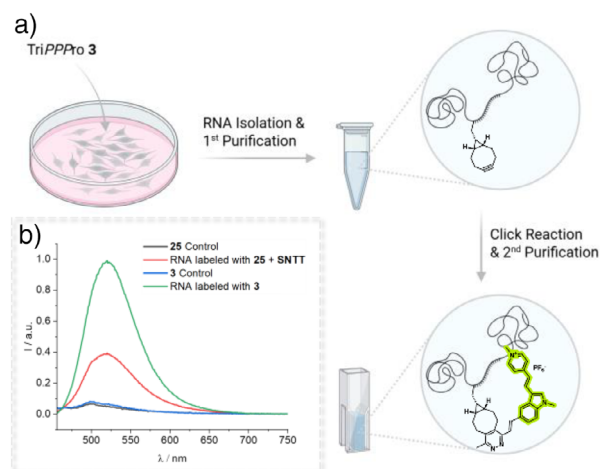 a)
TriPPPro 3
RNA Isolation &
1st Purification
H
H
Click Reaction
& 2nd Purification
b)
25 Control
RNA labeled with 25 + SNTT
3 Control
RNA labeled with 3
I / a.u.
1.0
0.8
0.6
0.4
0.2
0.0
500 550 600 650 700 750
λ / nm
N+
PF6
N
H
H
N=N